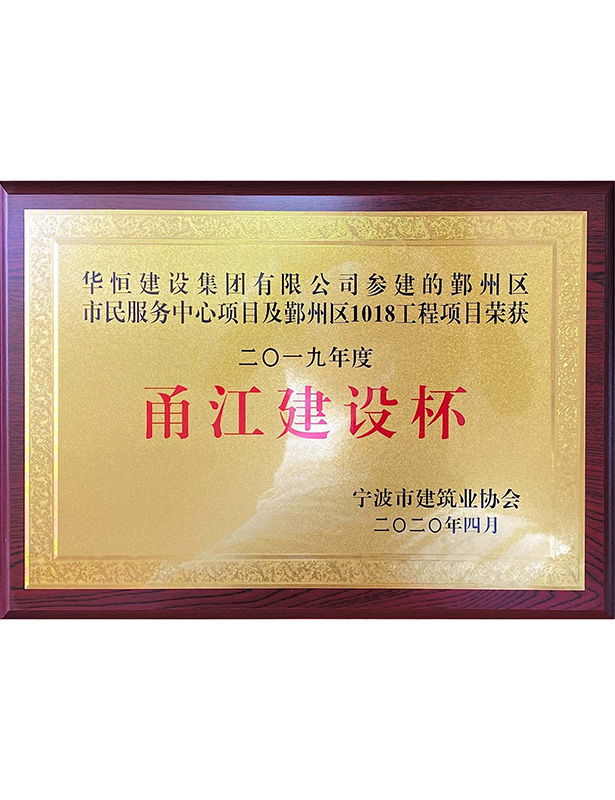 华恒建设集团有限公司参建的鄞州区
市民服务中心项目及鄞州区1018工程项目荣获
二〇一九年度
甬江建设杯
宁波市建筑业协会
二〇二〇年四月